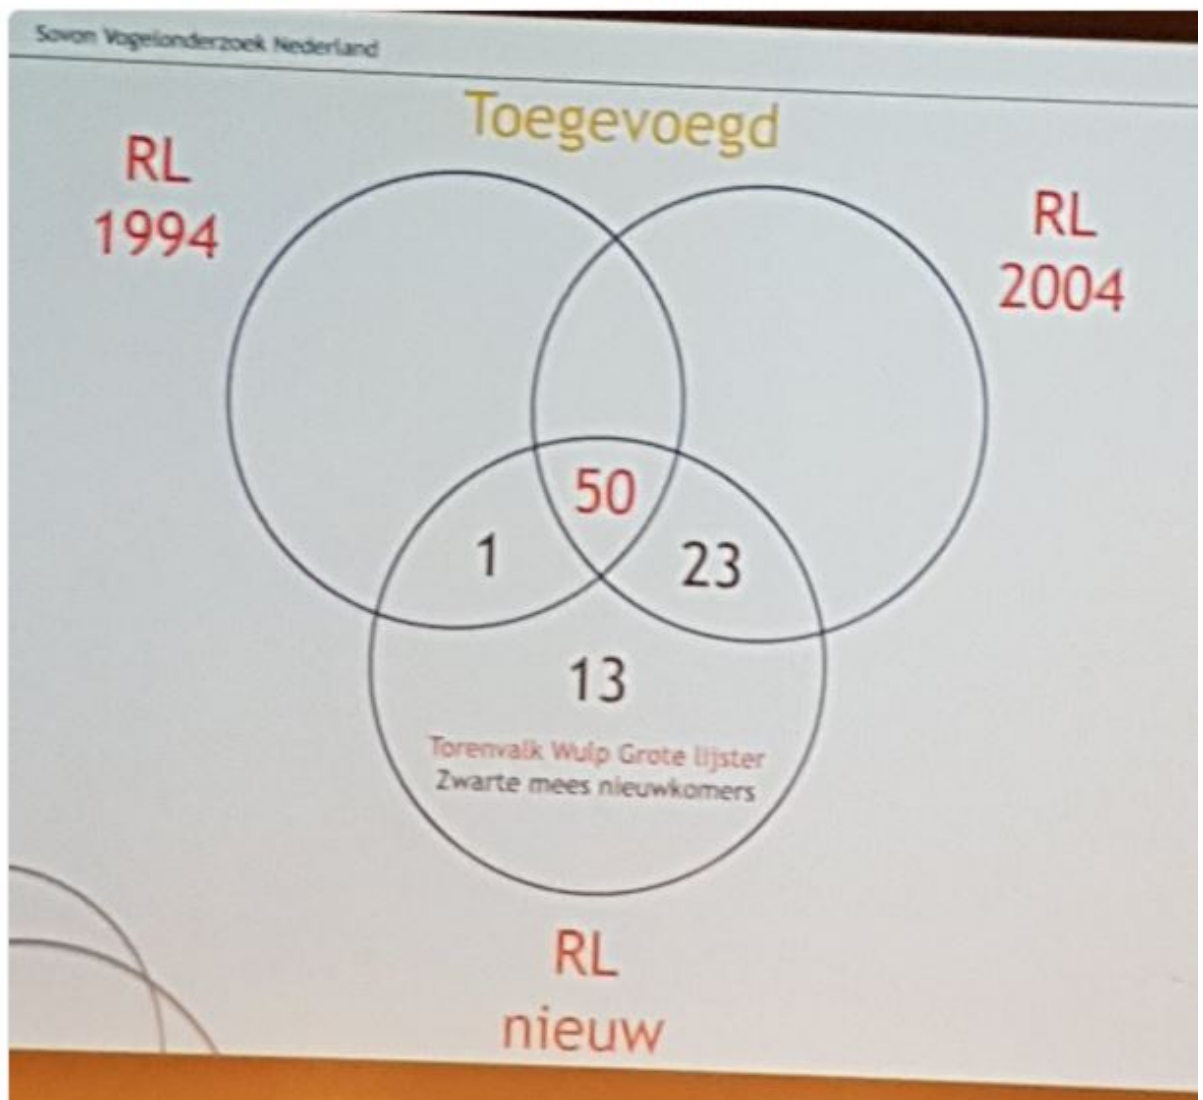 Sovon Vogelonderzoek Nederland
Toegevoegd
RL
1994
RL
2004
50
1
23
13
Torenvalk Wulp Grote lijster
Zwarte mees nieuwkomers
RL
nieuw